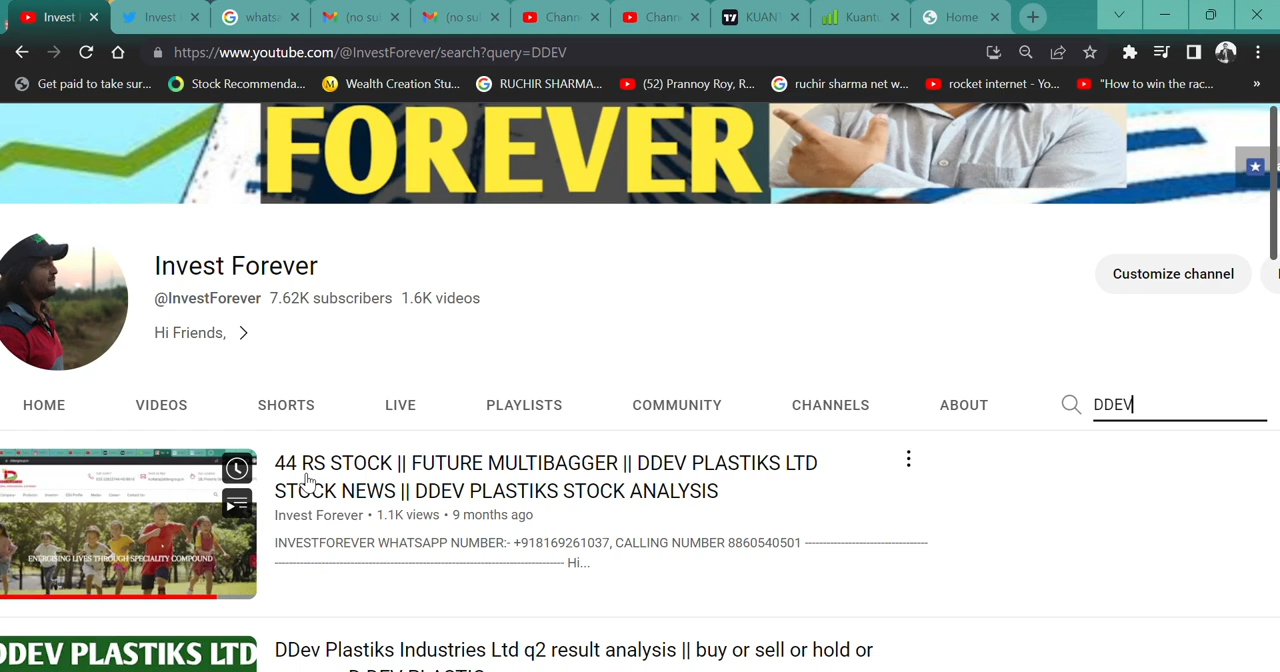 Invest
Invest
whatsa
(no sul
(no sul
Chann
Chann
KUAN
Kuantu
Home
https://www.youtube.com/@InvestForever/search?query=DDEV
Get paid to take sur...
Stock Recommenda...
Wealth Creation Stu...
RUCHIR SHARMA...
(52) Prannoy Roy, R...
ruchir sharma net w...
rocket internet - Yo...
"How to win the rac...
»
FOREVER
Invest Forever
@InvestForever 7.62K subscribers 1.6K videos
Hi Friends,
Customize channel
HOME
VIDEOS
SHORTS
LIVE
PLAYLISTS
COMMUNITY
CHANNELS
ABOUT
DDEV
ENERGISING LIVES THROUGH SPECIALITY COMPOUND
44 RS STOCK || FUTURE MULTIBAGGER || DDEV PLASTIKS LTD
STOCK NEWS || DDEV PLASTIKS STOCK ANALYSIS
Invest Forever • 1.1K views • 9 months ago
INVESTFOREVER WHATSAPP NUMBER:- +918169261037, CALLING NUMBER 8860540501 --------------------------------
------------------------------------------------------------------------- Hi...
DDEV PLASTIKS LTD
DDev Plastiks Industries Ltd q2 result analysis || buy or sell or hold or